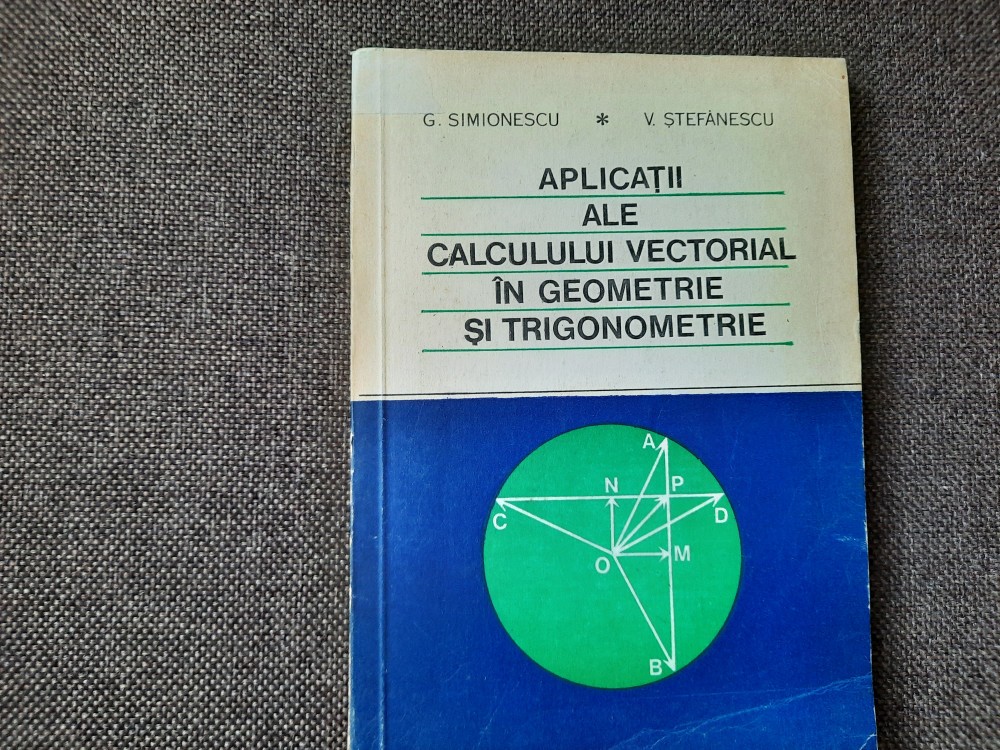 G. SIMIONESCU * V. ȘTEFĂNESCU
APLICAȚII
ALE
CALCULULUI VECTORIAL
ÎN GEOMETRIE
ȘI TRIGONOMETRIE
A
N P
C D
O M
B